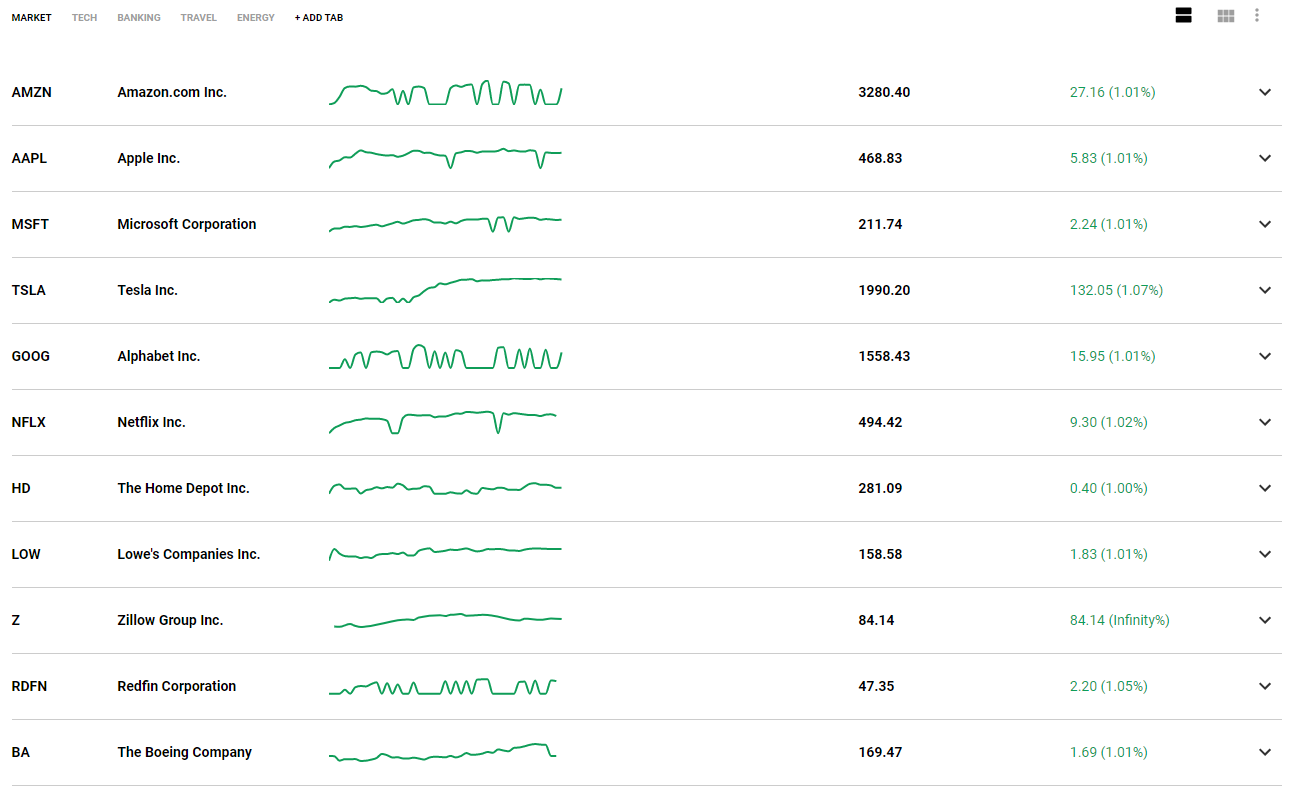 MARKET TECH BANKING TRAVEL ENERGY + ADD TAB
AMZN Amazon.com Inc. 3280.40 27.16 (1.01%)
AAPL Apple Inc. 468.83 5.83 (1.01%)
MSFT Microsoft Corporation 211.74 2.24 (1.01%)
TSLA Tesla Inc. 1990.20 132.05 (1.07%)
GOOG Alphabet Inc. 1558.43 15.95 (1.01%)
NFLX Netflix Inc. 494.42 9.30 (1.02%)
HD The Home Depot Inc. 281.09 0.40 (1.00%)
LOW Lowe's Companies Inc. 158.58 1.83 (1.01%)
Z Zillow Group Inc. 84.14 84.14 (Infinity%)
RDFN Redfin Corporation 47.35 2.20 (1.05%)
BA The Boeing Company 169.47 1.69 (1.01%)